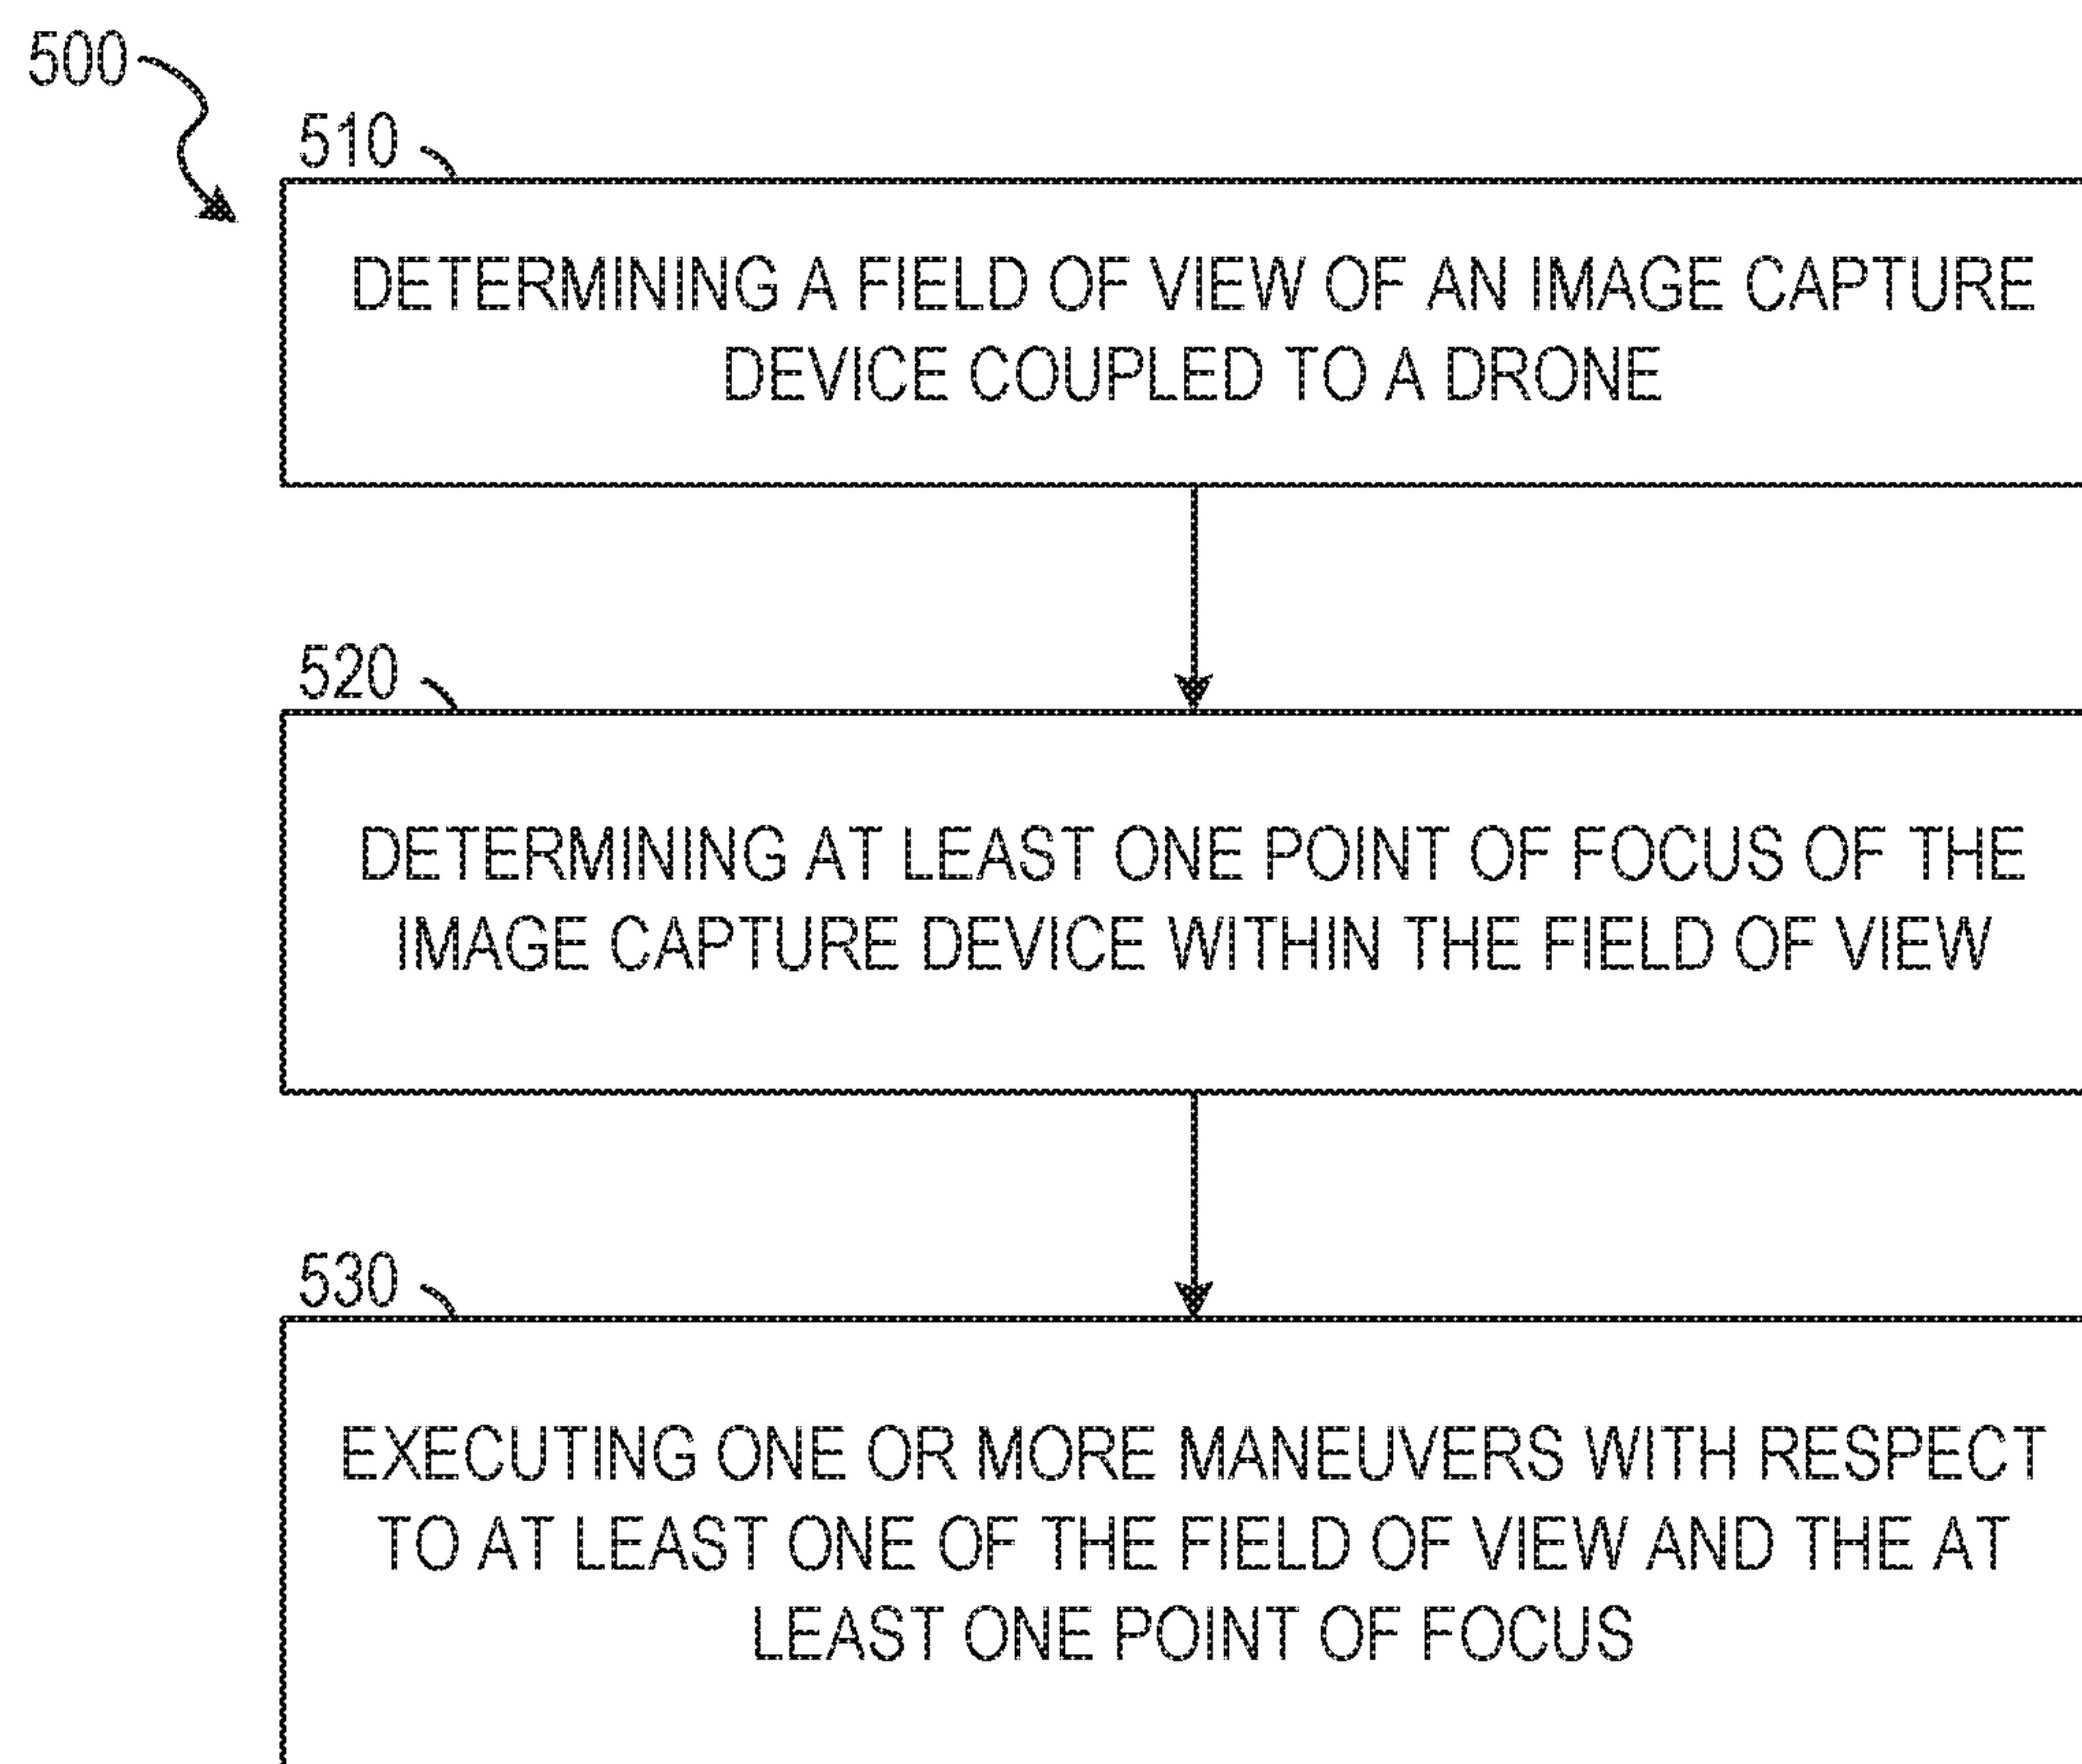 500
510
DETERMINING A FIELD OF VIEW OF AN IMAGE CAPTURE
DEVICE COUPLED TO A DRONE
520
DETERMINING AT LEAST ONE POINT OF FOCUS OF THE
IMAGE CAPTURE DEVICE WITHIN THE FIELD OF VIEW
530
EXECUTING ONE OR MORE MANEUVERS WITH RESPECT
TO AT LEAST ONE OF THE FIELD OF VIEW AND THE AT
LEAST ONE POINT OF FOCUS